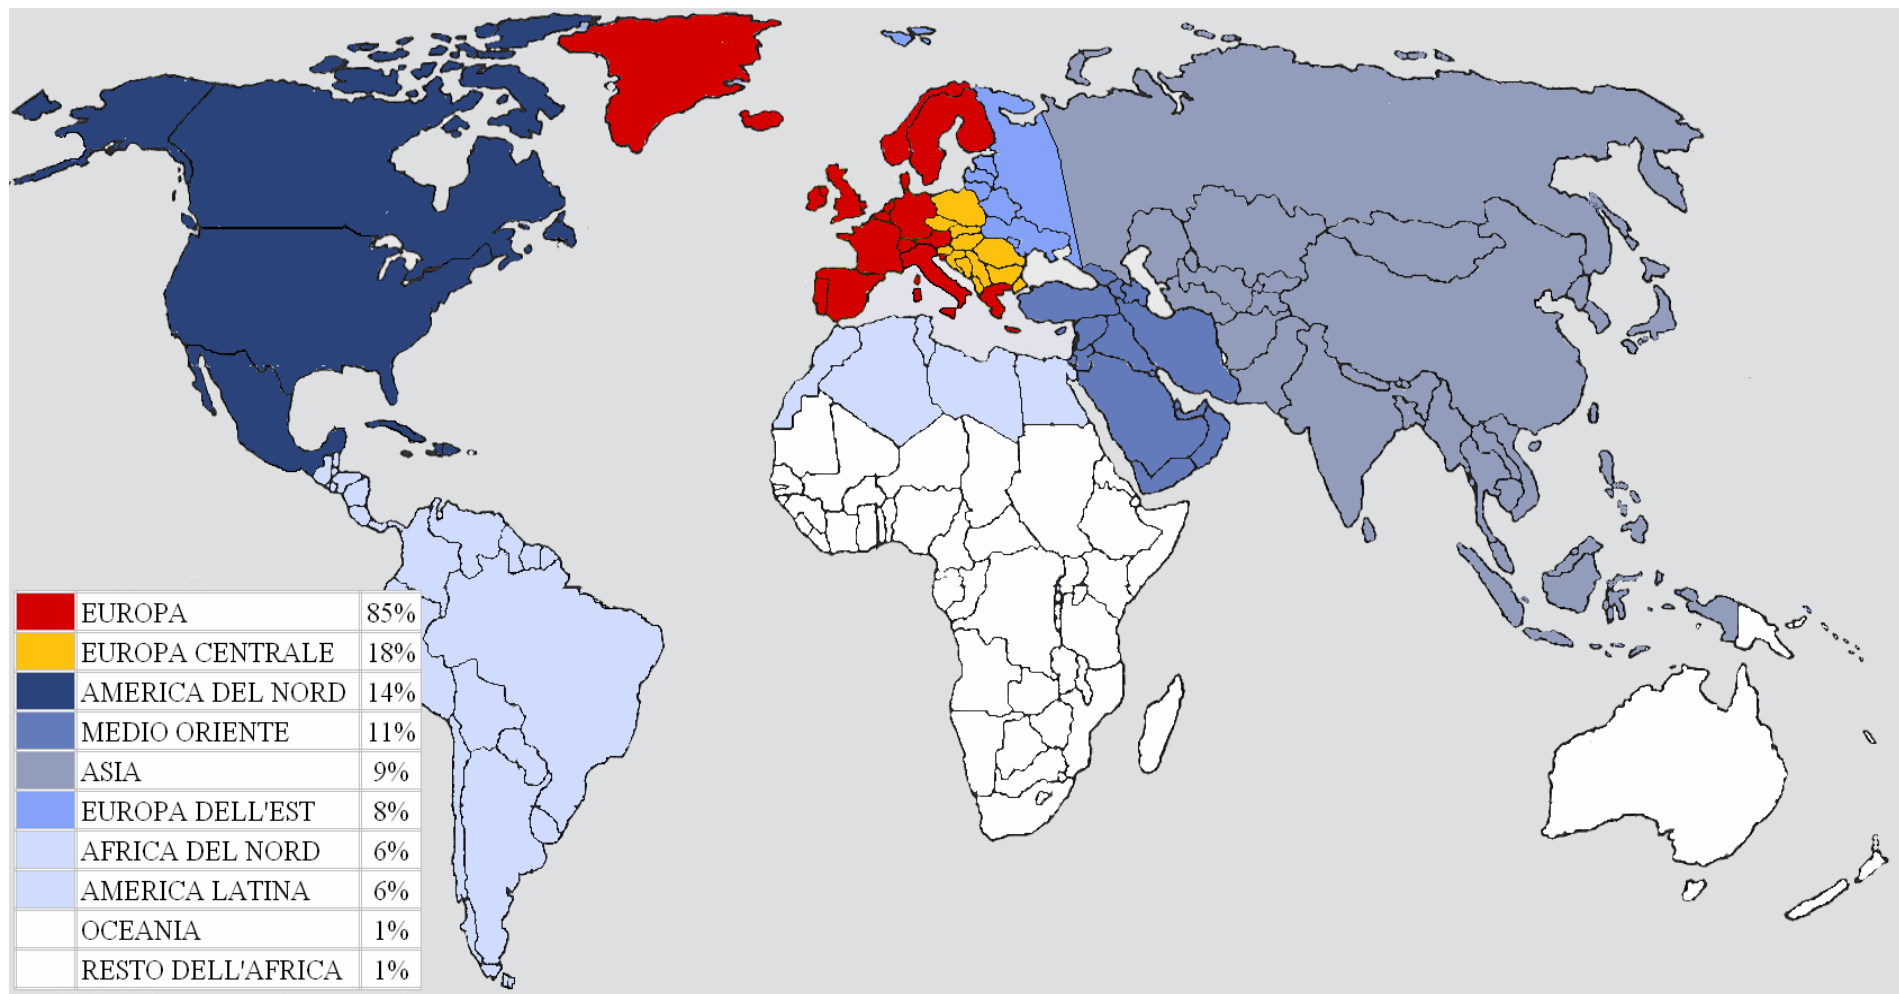 EUROPA 85%
EUROPA CENTRALE 18%
AMERICA DEL NORD 14%
MEDIO ORIENTE 11%
ASIA 9%
EUROPA DELL'EST 8%
AFRICA DEL NORD 6%
AMERICA LATINA 6%
OCEANIA 1%
RESTO DELL'AFRICA 1%